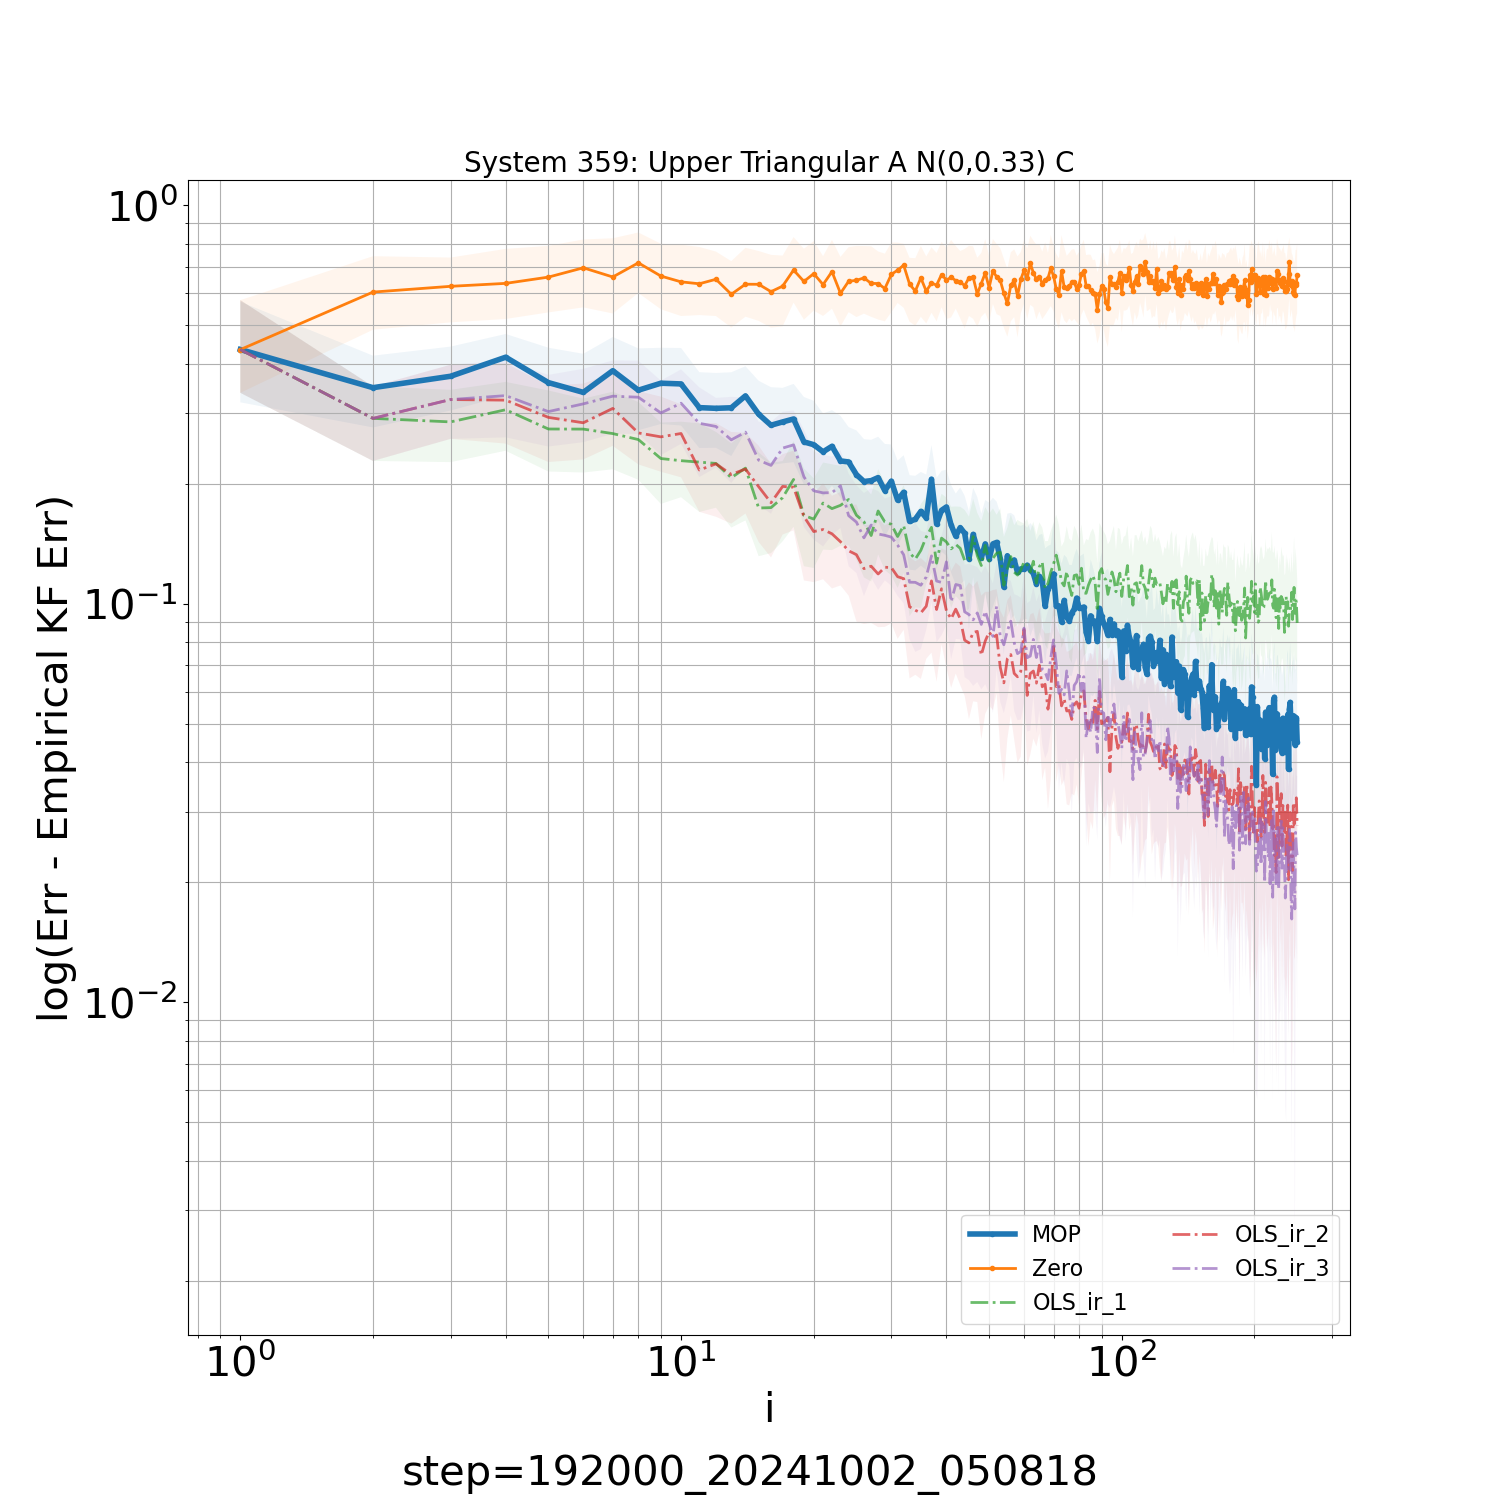 System 359: Upper Triangular A N(0,0.33) C
log(Err - Empirical KF Err)
10⁰
10⁻¹
10⁻²
MOP
Zero
OLS_ir_1
OLS_ir_2
OLS_ir_3
10⁰ 10¹ 10²
i
step=192000_20241002_050818